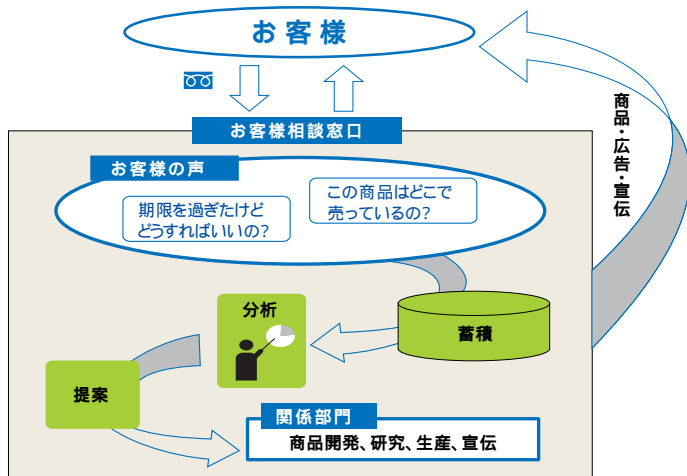 お客様
お客様相談窓口
お客様の声
期限を過ぎたけど
どうすればいいの?
この商品はどこで
売っているの?
商品・広告・宣伝
分析
蓄積
提案
関係部門
商品開発、研究、生産、宣伝